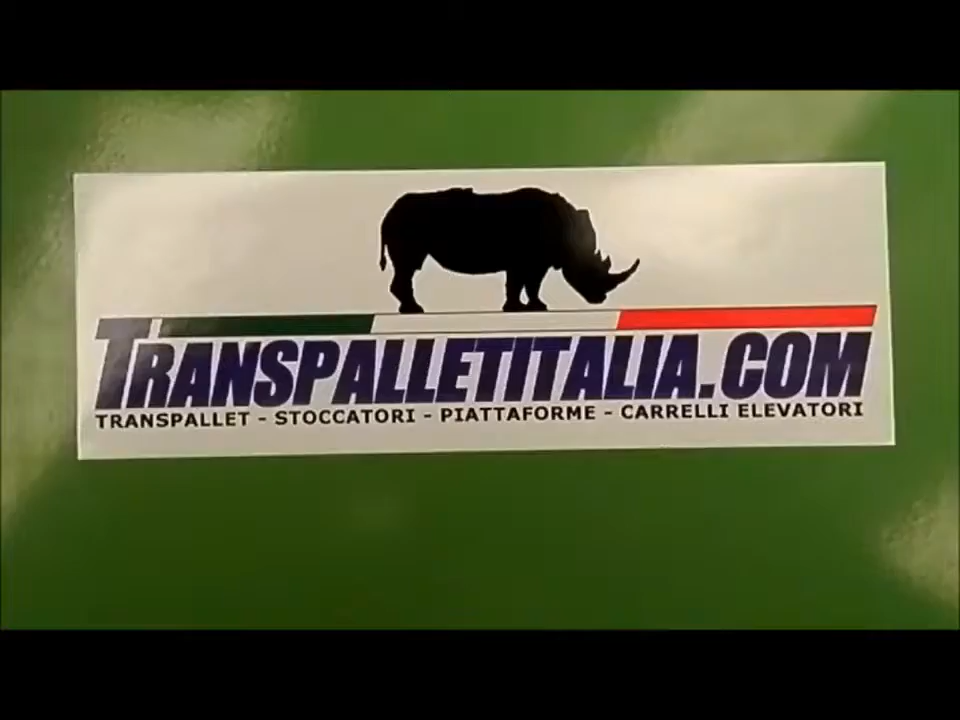 TRANSPALLETITALIA.COM
TRANSPALLET - STOCCATORI - PIATTAFORME - CARRELLI ELEVATORI